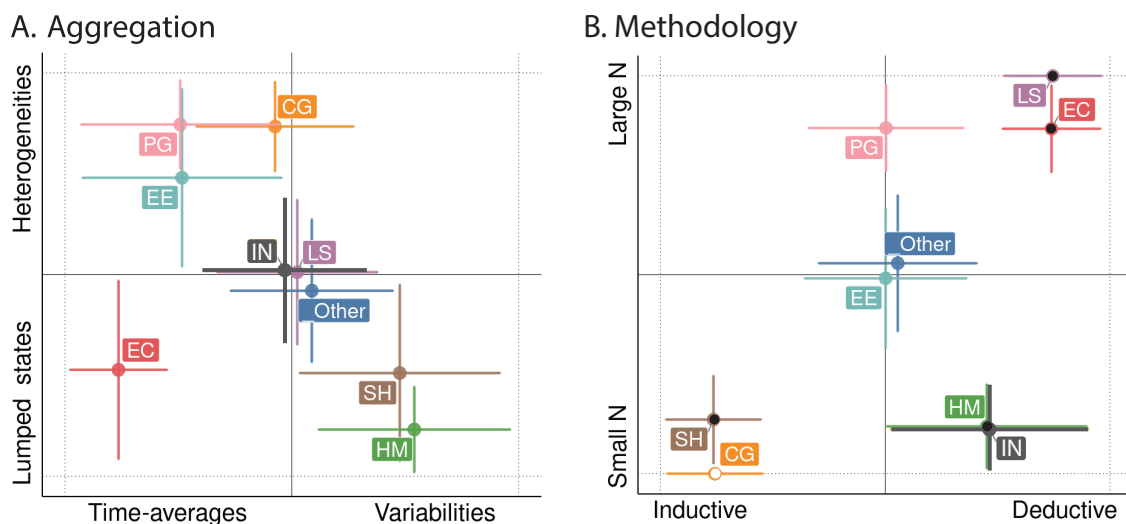 A. Aggregation
Heterogeneities
Lumped states
CG
PG
EE
IN
LS
Other
EC
SH
HM
Time-averages
Variabilities
B. Methodology
Large N
Small N
LS
EC
PG
Other
EE
HM
SH
CG
IN
Inductive
Deductive